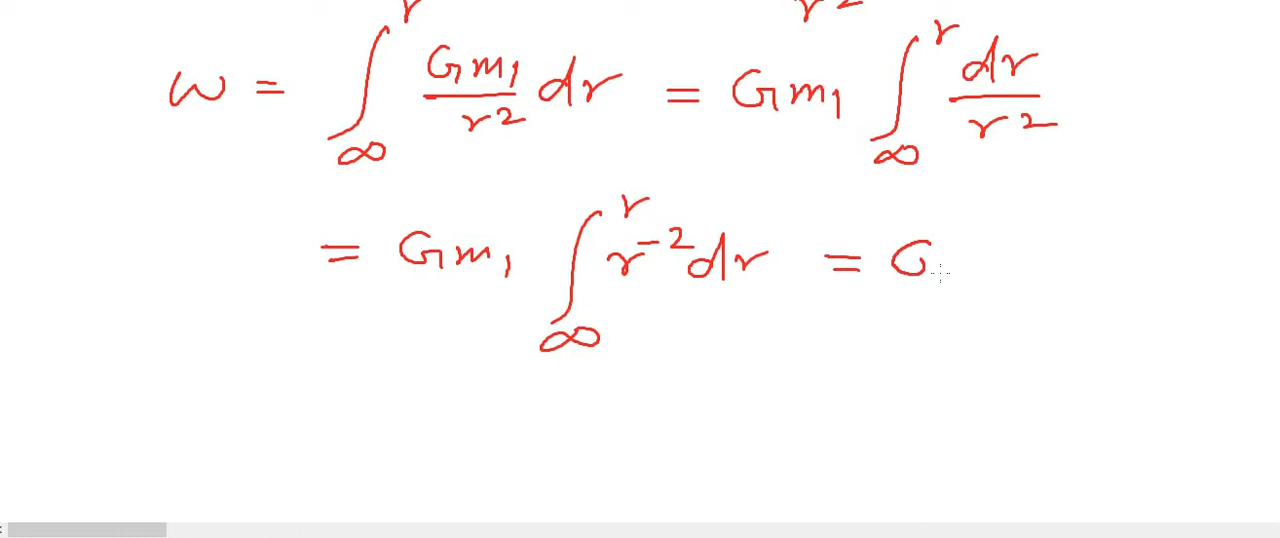 w = ∫_∞^r Gm₁/r² dr = Gm₁ ∫_∞^r dr/r²
= Gm₁ ∫_∞^r r⁻² dr = G